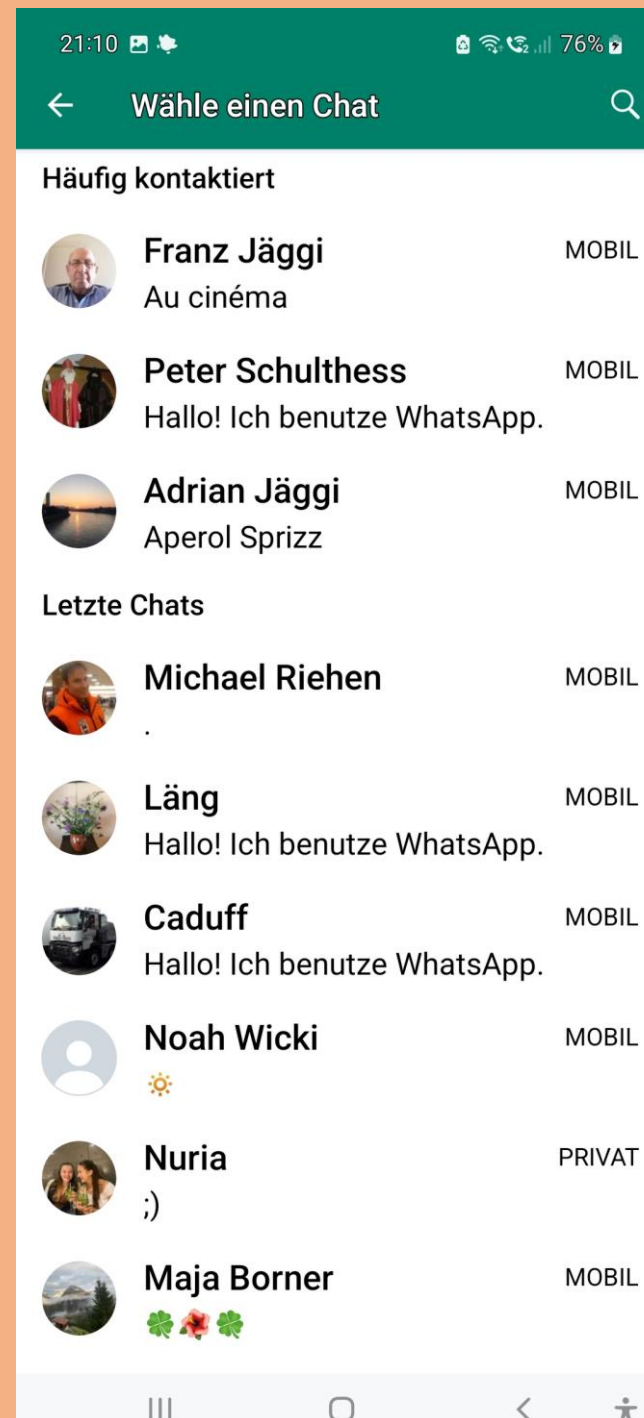 21:10 76%
Wähle einen Chat
Häufig kontaktiert
Franz Jäggi MOBIL
Au cinéma
Peter Schulthess MOBIL
Hallo! Ich benutze WhatsApp.
Adrian Jäggi MOBIL
Aperol Sprizz
Letzte Chats
Michael Riehen MOBIL
.
Läng MOBIL
Hallo! Ich benutze WhatsApp.
Caduff MOBIL
Hallo! Ich benutze WhatsApp.
Noah Wicki MOBIL
🔅
Nuria PRIVAT
;)
Maja Borner MOBIL
🍀🌺🍀